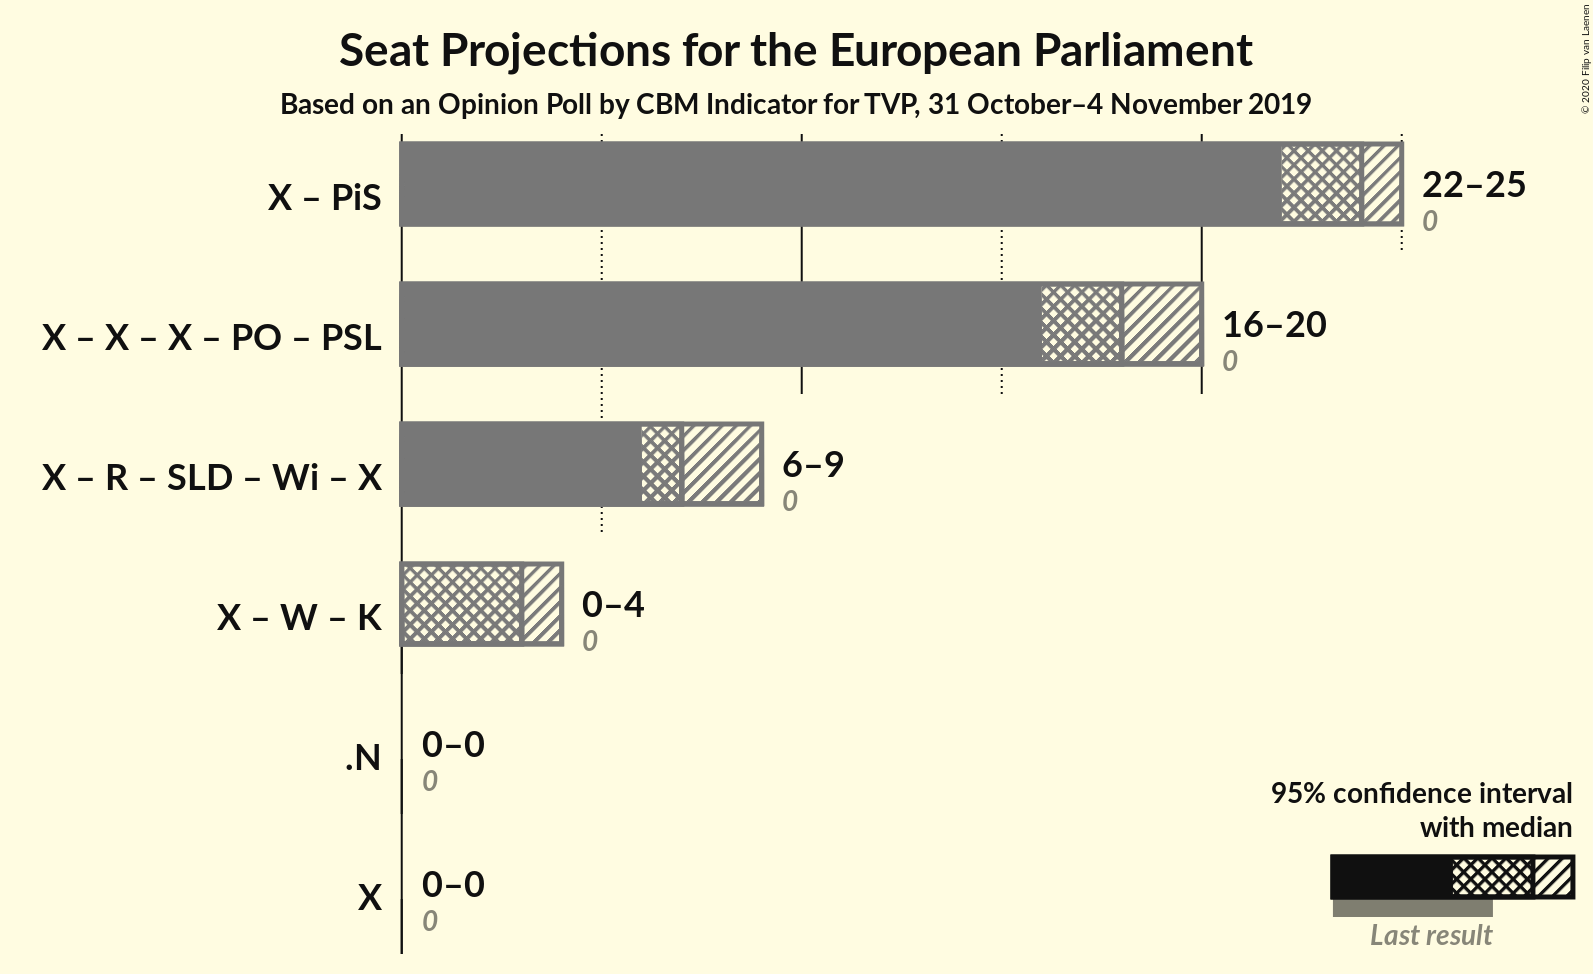 Seat Projections for the European Parliament
Based on an Opinion Poll by CBM Indicator for TVP, 31 October–4 November 2019
© 2020 Filip van Laenen
X – PiS
22–25
0
X – X – X – PO – PSL
16–20
0
X – R – SLD – Wi – X
6–9
0
X – W – K
0–4
0
.N
0–0
0
X
0–0
0
95% confidence interval
with median
Last result